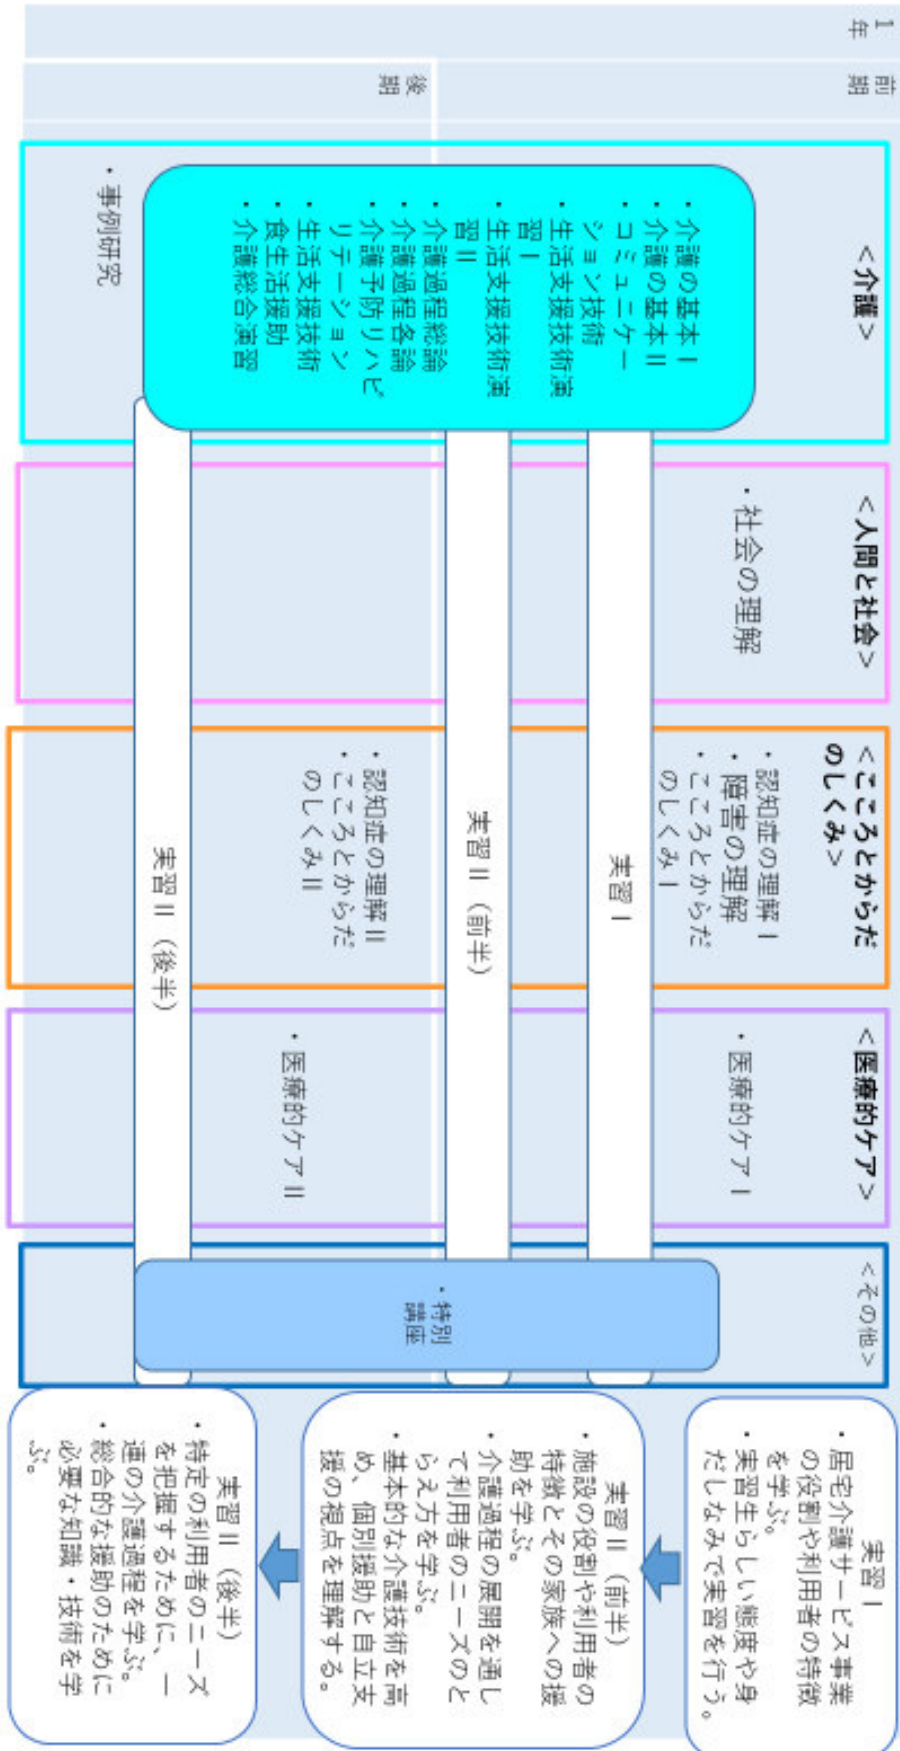 1
年
前
期
後
期
<介護>
・介護の基本Ⅰ
・介護の基本Ⅱ
・コミュニケー
ション技術
・生活支援技術演
習Ⅰ
・生活支援技術演
習Ⅱ
・介護過程総論
・介護過程各論
・介護予防リハビ
リテーション
・生活支援技術
・食生活援助
・介護総合演習
・事例研究
<人間と社会>
・社会の理解
<こころとからだ
のしくみ>
・認知症の理解Ⅰ
・障害の理解
・こころとからだ
のしくみⅠ
・認知症の理解Ⅱ
・こころとからだ
のしくみⅡ
<医療的ケア>
・医療的ケアⅠ
・医療的ケアⅡ
<その他>
・特別
講座
実習Ⅰ
実習Ⅱ（前半）
実習Ⅱ（後半）
実習Ⅰ
・居宅介護サービス事業
の役割や利用者の特徴
を学ぶ。
・実習生らしい態度や身
だしなみで実習を行う。
実習Ⅱ（前半）
・施設の役割や利用者の
特徴とその家族への援
助を学ぶ。
・介護過程の展開を通し
て利用者のニーズのと
らえ方を学ぶ。
・基本的な介護技術を高
め、個別援助と自立支
援の視点を理解する。
実習Ⅱ（後半）
・特定の利用者のニーズ
を把握するために、一
連の介護過程を学ぶ。
・総合的な援助のために
必要な知識・技術を学
ぶ。